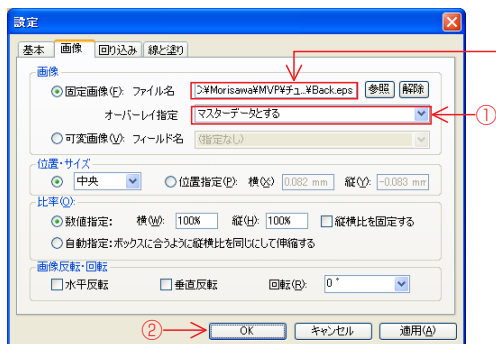 設定
基本 画像 回り込み 線と塗り
画像
固定画像(F): ファイル名 ¥Morisawa¥MVP¥チュ...¥Back.eps 参照 解除
オーバーレイ指定 マスターデータとする ①
可変画像(V): フィールド名 (指定なし)
位置・サイズ
中央 位置指定(P): 横(X) 0.082 mm 縦(Y): -0.083 mm
比率(O):
数値指定: 横(W): 100% 縦(H): 100% 縦横比を固定する
自動指定:ボックスに合うように縦横比を同じにして伸縮する
画像反転・回転
水平反転 垂直反転 回転(R): 0 °
② OK キャンセル 適用(A)